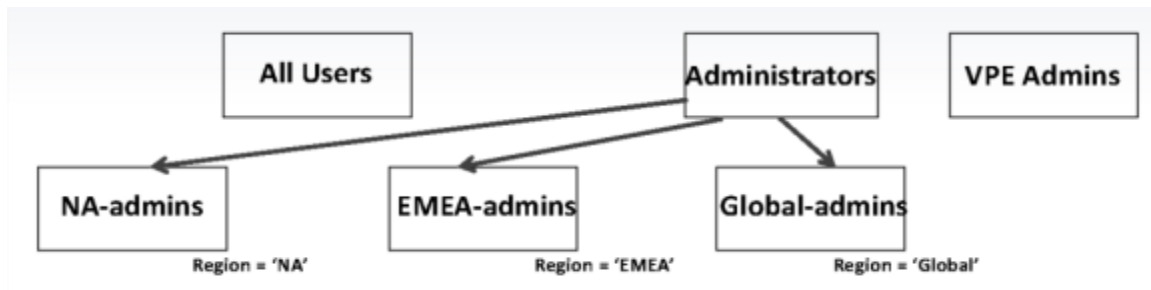 All Users
Administrators
VPE Admins
NA-admins
EMEA-admins
Global-admins
Region = ‘NA’
Region = ‘EMEA’
Region = ‘Global’